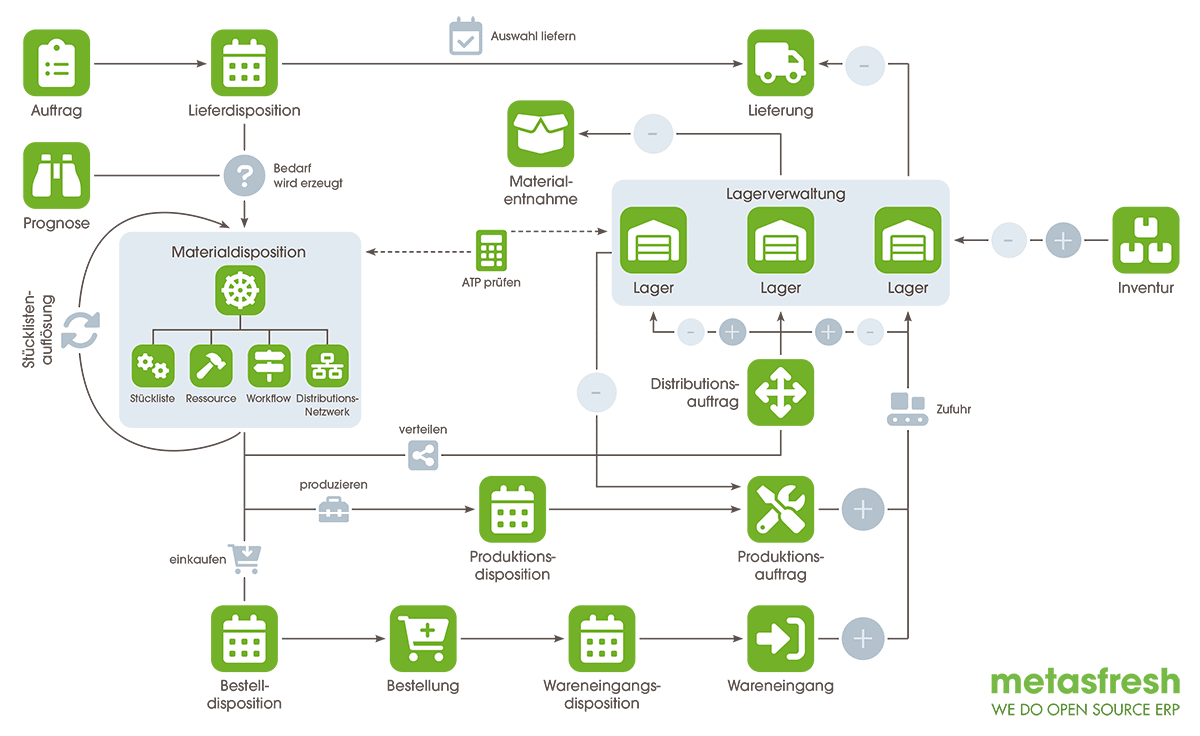 Auswahl liefern
Auftrag
Lieferdisposition
Lieferung
Bedarf
wird erzeugt
Material-
entnahme
Lagerverwaltung
Prognose
Materialdisposition
ATP prüfen
Lager
Lager
Lager
Inventur
Stücklisten-
auflösung
Stückliste
Ressource
Workflow
Distributions-
Netzwerk
Distributions-
auftrag
Zufuhr
verteilen
produzieren
einkaufen
Produktions-
disposition
Produktions-
auftrag
Bestell-
disposition
Bestellung
Wareneingangs-
disposition
Wareneingang
metasfresh
WE DO OPEN SOURCE ERP